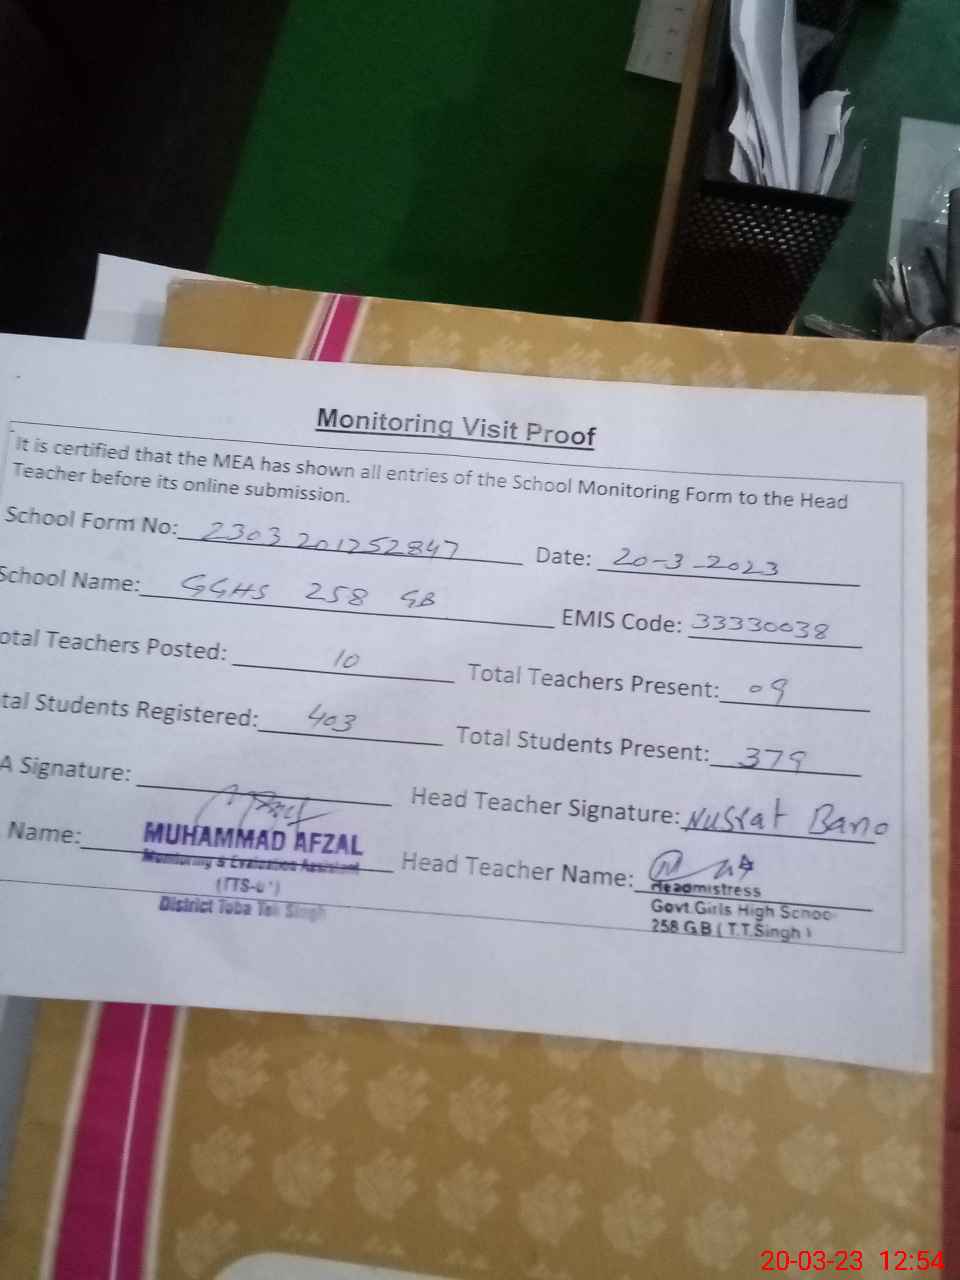 Monitoring Visit Proof
It is certified that the MEA has shown all entries of the School Monitoring Form to the Head
Teacher before its online submission.
School Form No: 2303201252847 Date: 20-3-2023
School Name: GGHS 258 GB EMIS Code: 33330038
otal Teachers Posted: 10 Total Teachers Present: 09
tal Students Registered: 403 Total Students Present: 379
A Signature: Head Teacher Signature: Nusrat Bano
Name: MUHAMMAD AFZAL Head Teacher Name:
Monitoring & Evaluation Assistant Headmistress
District Toba Tek Singh Govt.Girls High Schoo
258 G.B ( T.T.Singh )
20-03-23 12:54